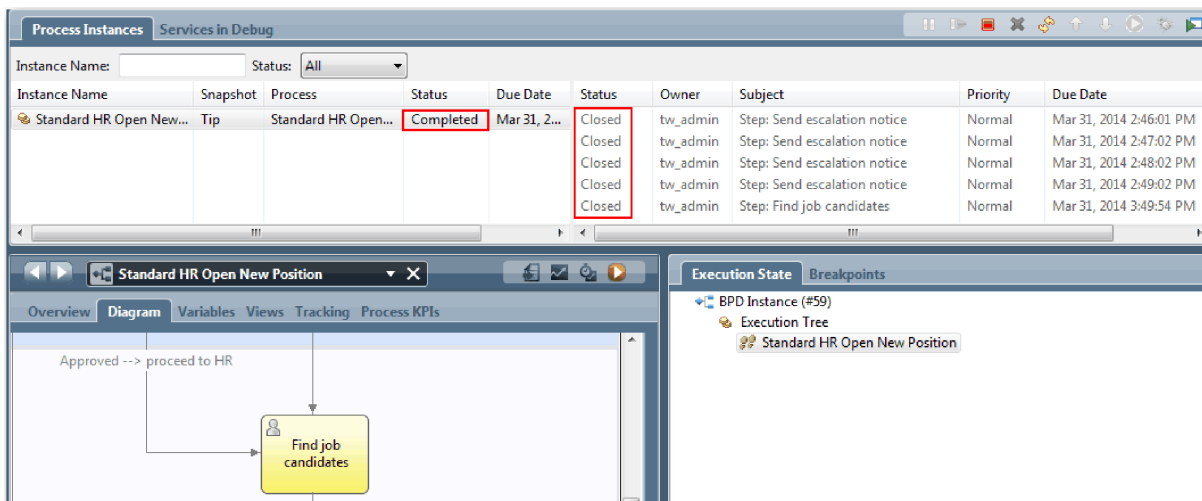 Process Instances Services in Debug
Instance Name: Status: All
Instance Name Snapshot Process Status Due Date Status Owner Subject Priority Due Date
Standard HR Open New... Tip Standard HR Open... Completed Mar 31, 2... Closed tw_admin Step: Send escalation notice Normal Mar 31, 2014 2:46:01 PM
Closed tw_admin Step: Send escalation notice Normal Mar 31, 2014 2:47:02 PM
Closed tw_admin Step: Send escalation notice Normal Mar 31, 2014 2:48:02 PM
Closed tw_admin Step: Send escalation notice Normal Mar 31, 2014 2:49:02 PM
Closed tw_admin Step: Find job candidates Normal Mar 31, 2014 3:49:54 PM
Standard HR Open New Position
Overview Diagram Variables Views Tracking Process KPIs
Approved --> proceed to HR
Find job
candidates
Execution State Breakpoints
BPD Instance (#59)
Execution Tree
Standard HR Open New Position